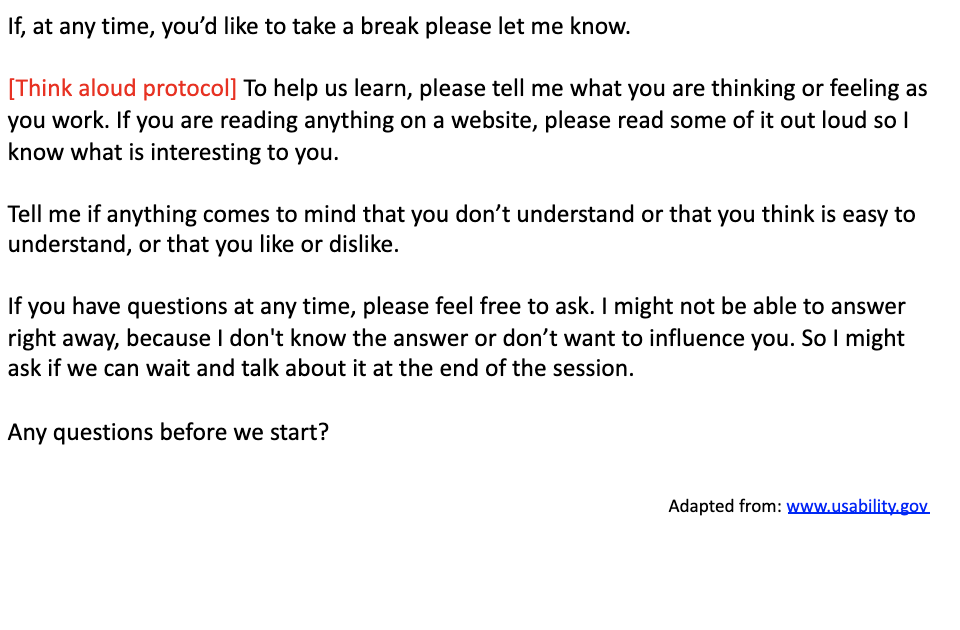 If, at any time, you’d like to take a break please let me know.
[Think aloud protocol] To help us learn, please tell me what you are thinking or feeling as
you work. If you are reading anything on a website, please read some of it out loud so I
know what is interesting to you.
Tell me if anything comes to mind that you don’t understand or that you think is easy to
understand, or that you like or dislike.
If you have questions at any time, please feel free to ask. I might not be able to answer
right away, because I don't know the answer or don’t want to influence you. So I might
ask if we can wait and talk about it at the end of the session.
Any questions before we start?
Adapted from: www.usability.gov